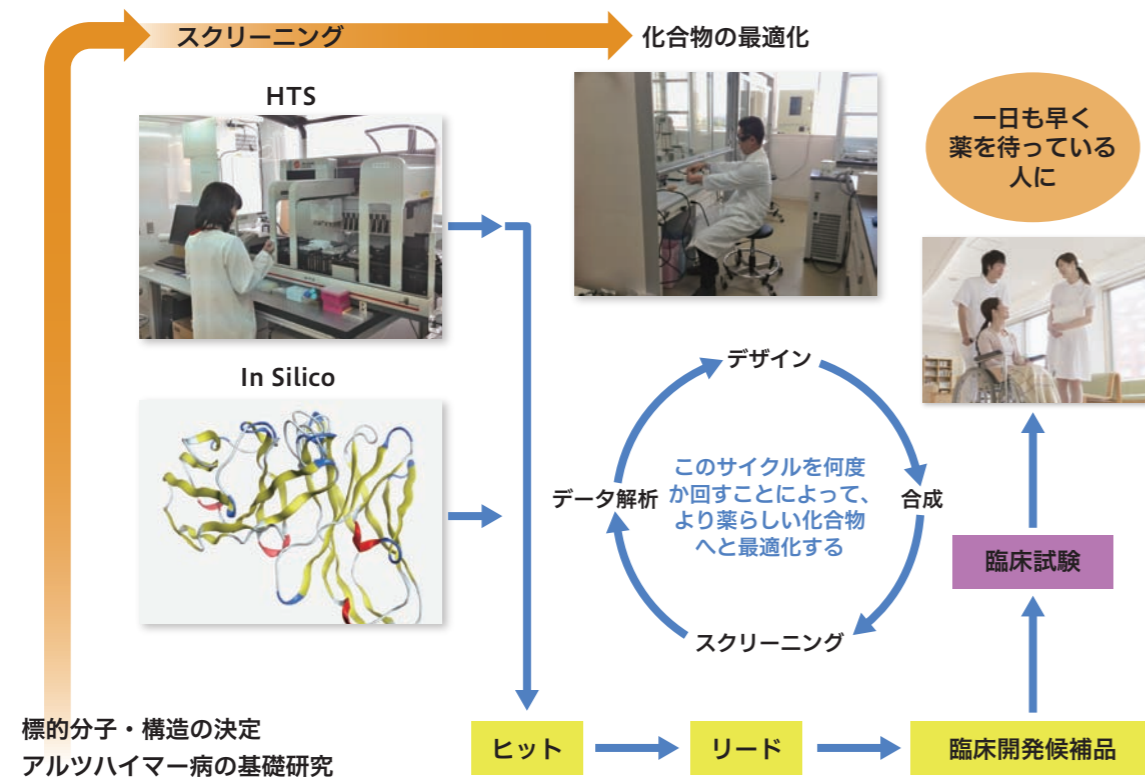 スクリーニング
化合物の最適化
HTS
一日も早く
薬を待っている
人に
In Silico
デザイン
このサイクルを何度
か回すことによって、
より薬らしい化合物
へと最適化する
データ解析
合成
臨床試験
スクリーニング
標的分子・構造の決定
アルツハイマー病の基礎研究
ヒット
リード
臨床開発候補品